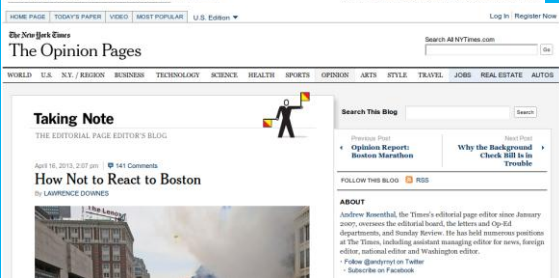 HOME PAGE TODAY'S PAPER VIDEO MOST POPULAR U.S. Edition ▼
Log In Register Now
The New York Times
The Opinion Pages
Search All NYTimes.com
Go
WORLD U.S. N.Y. / REGION BUSINESS TECHNOLOGY SCIENCE HEALTH SPORTS OPINION ARTS STYLE TRAVEL JOBS REAL ESTATE AUTOS
Taking Note
THE EDITORIAL PAGE EDITOR'S BLOG
April 16, 2013, 2:07 pm 141 Comments
How Not to React to Boston
By LAWRENCE DOWNES
The Lenox
Search This Blog
Search
Previous Post
Opinion Report:
Boston Marathon
Next Post
Why the Background
Check Bill Is in
Trouble
FOLLOW THIS BLOG RSS
ABOUT
Andrew Rosenthal, the Times's editorial page editor since January
2007, oversees the editorial board, the letters and Op-Ed
departments, and Sunday Review. He has held numerous positions
at The Times, including assistant managing editor for news, foreign
editor, national editor and Washington editor.
· Follow @andyrNYT on Twitter
· Subscribe on Facebook